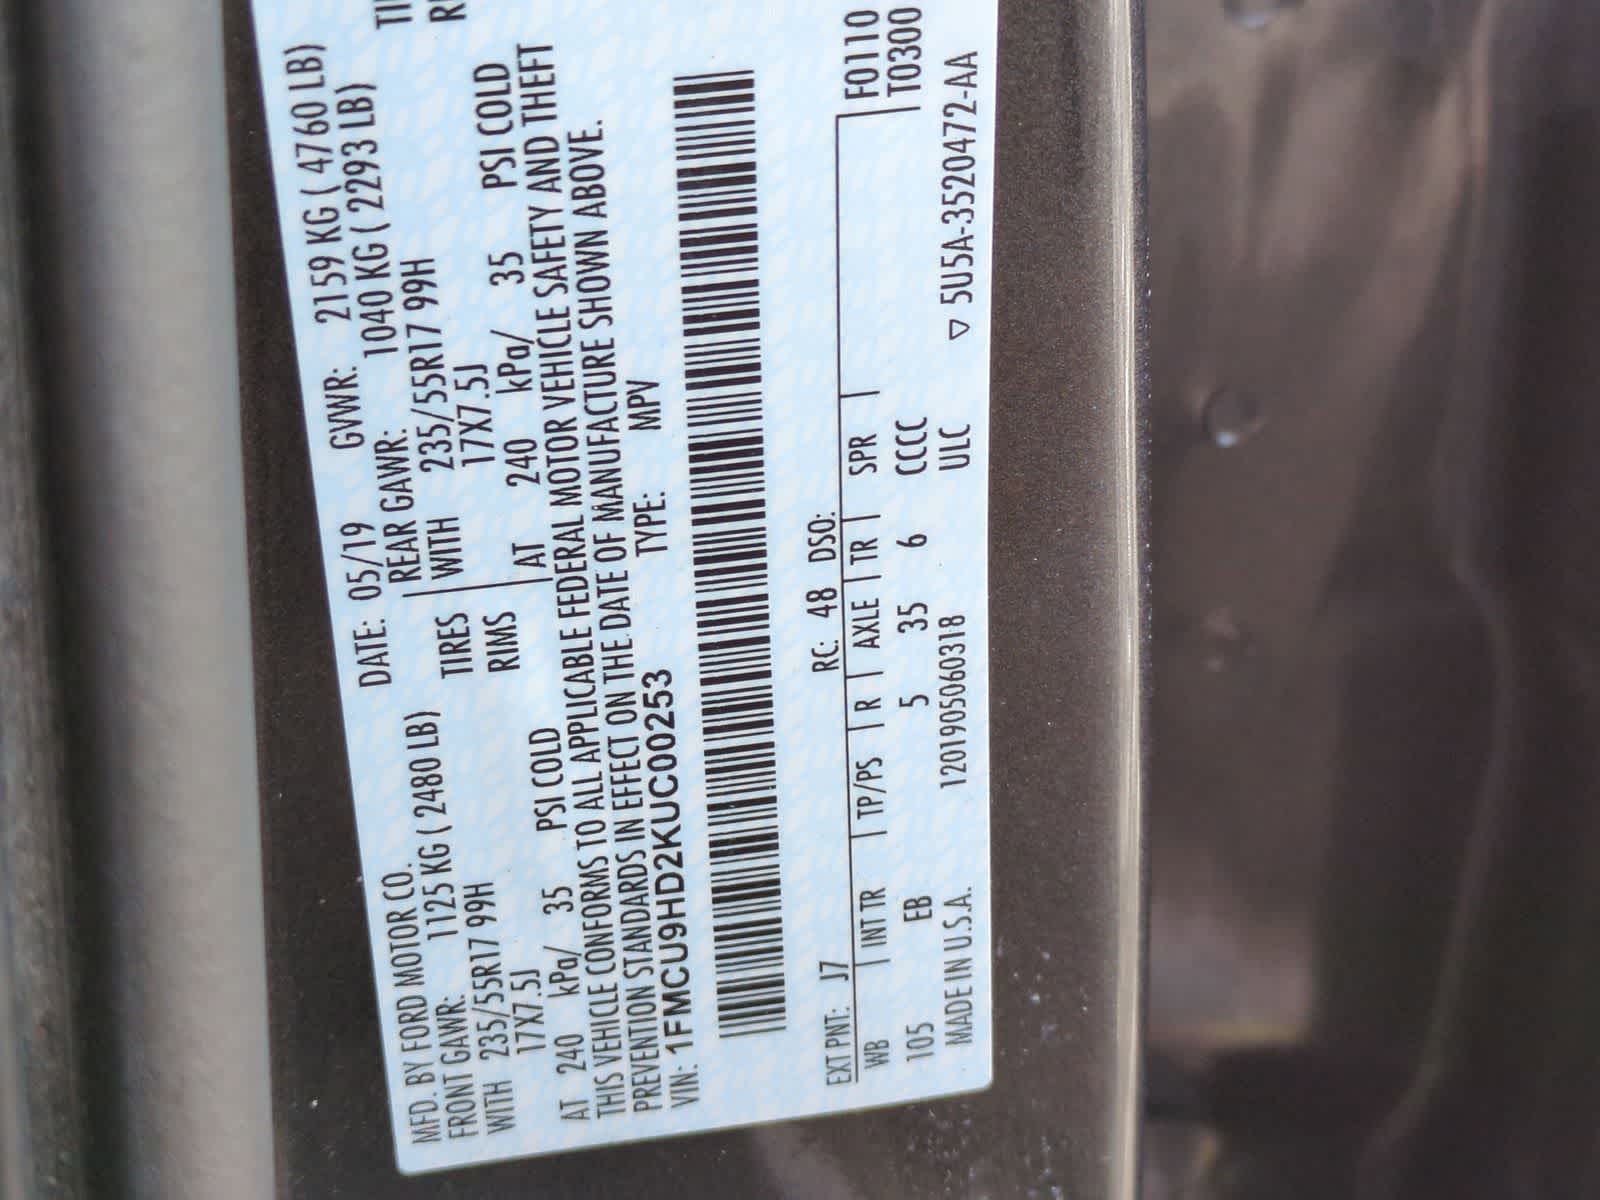 MFD. BY FORD MOTOR CO.
DATE: 05/19 GVWR: 2159 KG ( 4760 LB)
FRONT GAWR: 1125 KG ( 2480 LB) REAR GAWR: 1040 KG ( 2293 LB)
WITH 235/55R17 99H TIRES WITH 235/55R17 99H TI
17X7.5J RIMS 17X7.5J RI
AT 240 kPa/ 35 PSI COLD AT 240 kPa/ 35 PSI COLD
THIS VEHICLE CONFORMS TO ALL APPLICABLE FEDERAL MOTOR VEHICLE SAFETY AND THEFT
PREVENTION STANDARDS IN EFFECT ON THE DATE OF MANUFACTURE SHOWN ABOVE.
VIN: 1FMCU9HD2KUC00253 TYPE: MPV
EXT PNT: J7 RC: 48 DSO: F0110
WB INT TR TP/PS R AXLE TR SPR T0300
105 EB 5 35 6 CCCC
MADE IN U.S.A. 120190506031​8 ULC ▽ 5U5A-3520472-AA